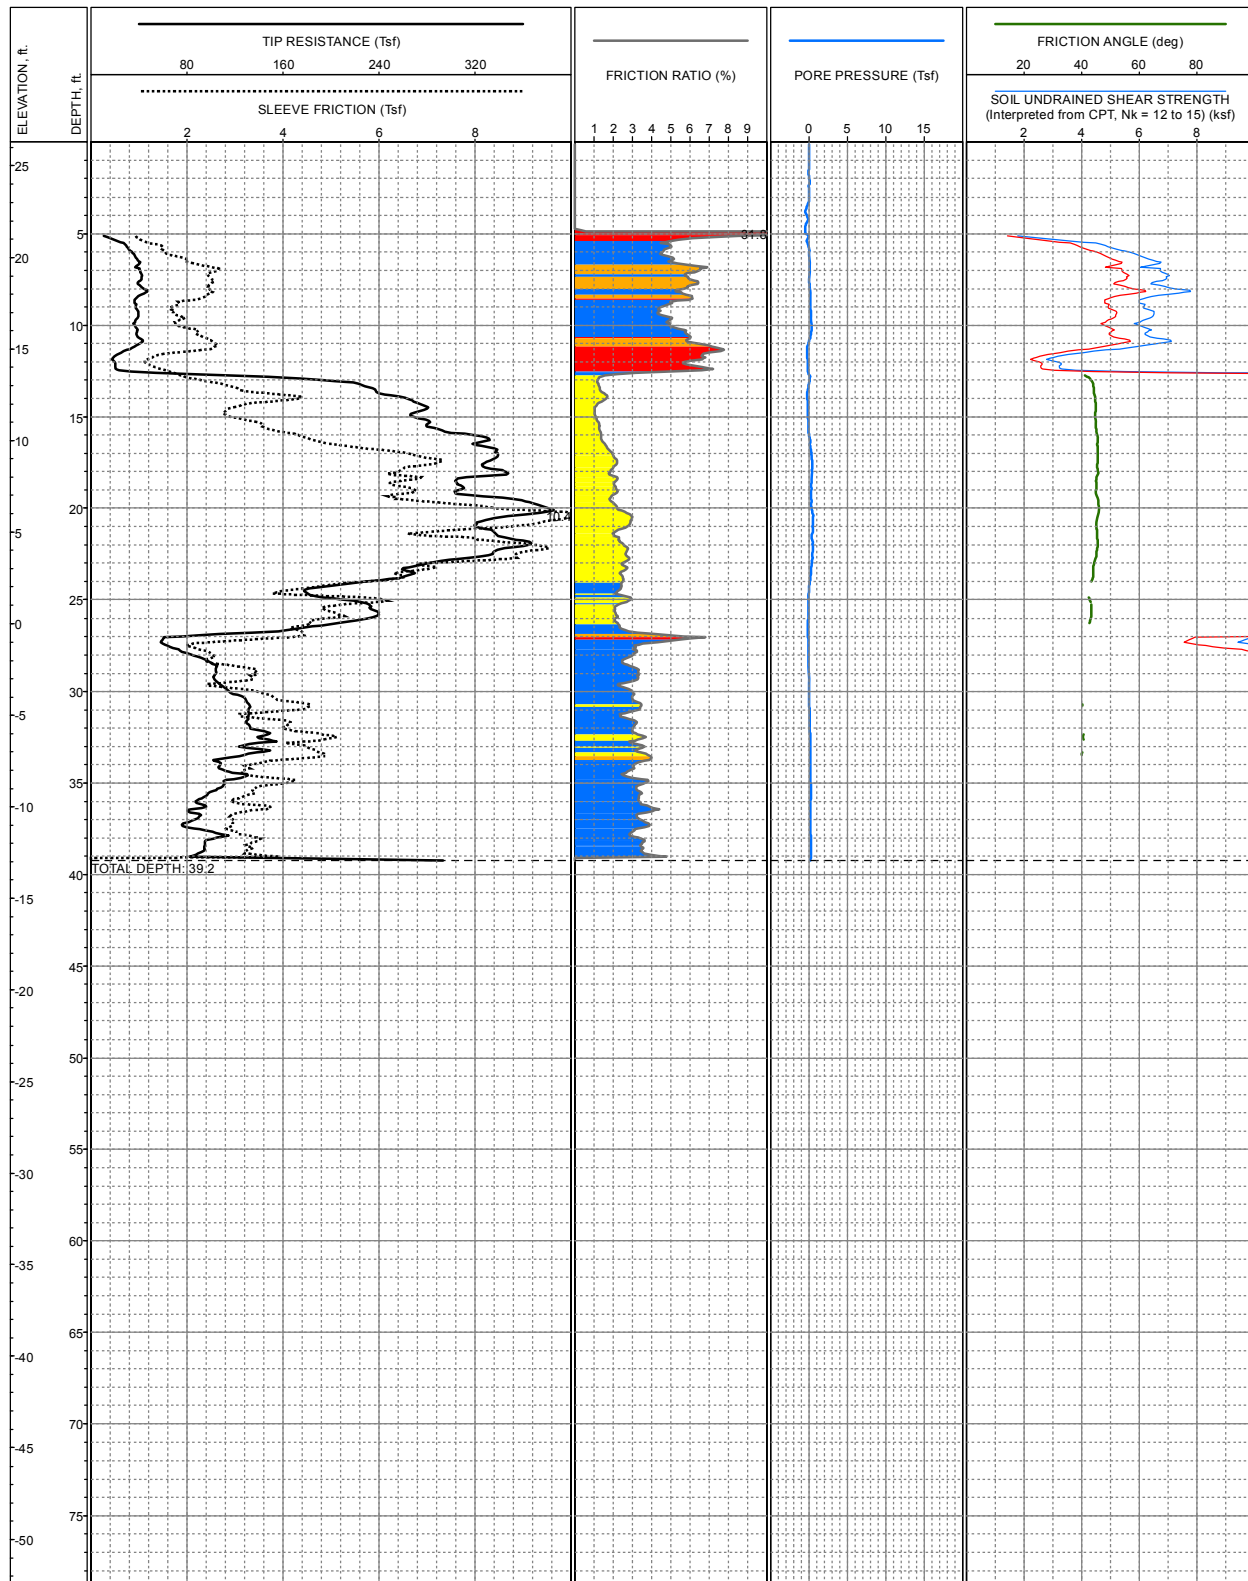 ELEVATION, ft.
DEPTH, ft.
TIP RESISTANCE (Tsf)
80 160 240 320
SLEEVE FRICTION (Tsf)
2 4 6 8
FRICTION RATIO (%)
1 2 3 4 5 6 7 8 9
PORE PRESSURE (Tsf)
0 5 10 15
FRICTION ANGLE (deg)
20 40 60 80
SOIL UNDRAINED SHEAR STRENGTH
(Interpreted from CPT, Nk = 12 to 15) (ksf)
2 4 6 8
25
5
20
10
15
15
10
20
5
25
0
30
-5
35
-10
TOTAL DEPTH: 39.2
40
-15
45
-20
50
-25
55
-30
60
-35
65
-40
70
-45
75
-50